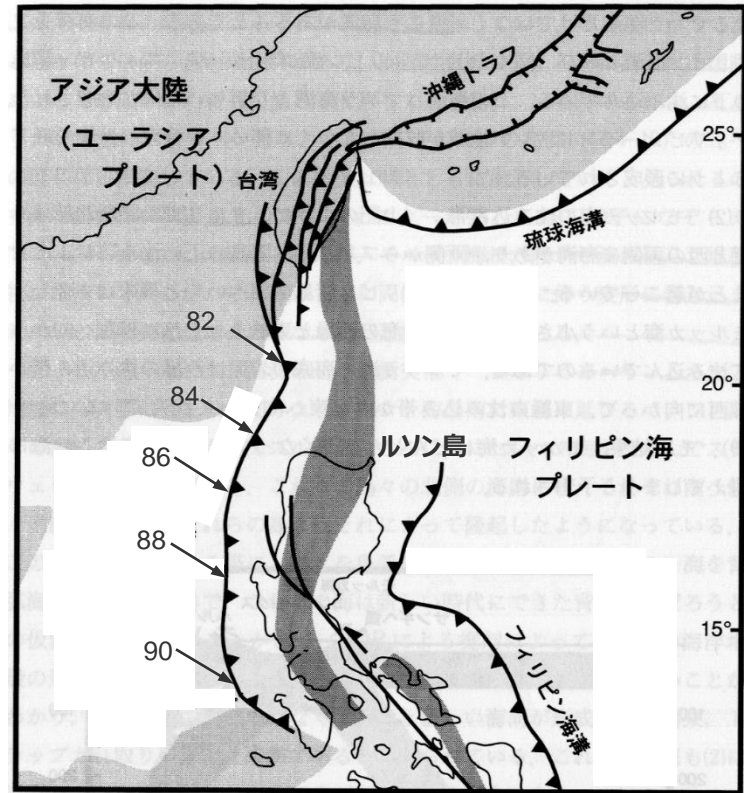 アジア大陸
(ユーラシア
プレート)
台湾
沖縄トラフ
25°
琉球海溝
82
20°
84
ルソン島
フィリピン海
プレート
86
88
15°
フィリピン海溝
90